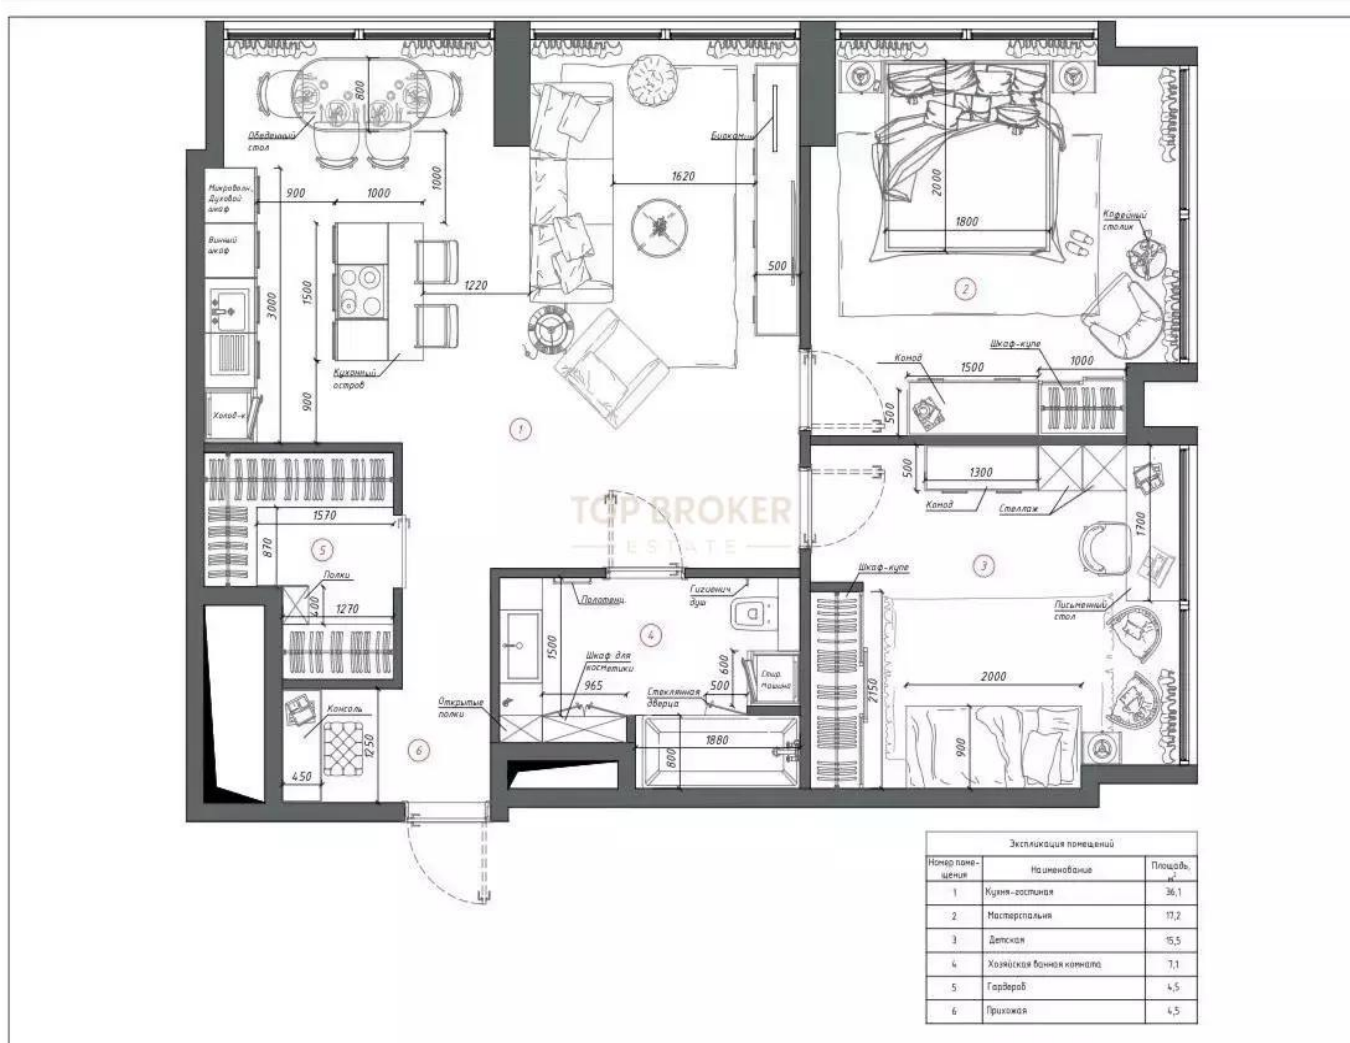 Обеденный
стол
800
1000
Биокамин
1620
Микроволн.,
Духовой
шкаф
900
1000
Винный
шкаф
1500
3000
1220
500
Кухонный
остров
Холод-к
900
1
2000
1800
Кофейный
столик
2
Комод
1500
Шкаф-купе
1000
500
TOP BROKER
ESTATE
500
1300
Комод
Стеллаж
1700
3
Шкаф-купе
Письменный
стол
2150
2000
900
1570
870
5
Полки
400
1270
Полотенц.
Гигиенич.
душ
4
1500
Шкаф для
косметики
965
600
Стеклянная
дверца
500
Стир.
машина
Открытые
полки
1880
800
Консоль
1250
450
6
Экспликация помещений
Номер поме-
щения
Наименование
Площадь,
м²
1 Кухня-гостиная 36,1
2 Мастерспальня 17,2
3 Детская 15,5
4 Хозяйская ванная комната 7,1
5 Гардероб 4,5
6 Прихожая 4,5